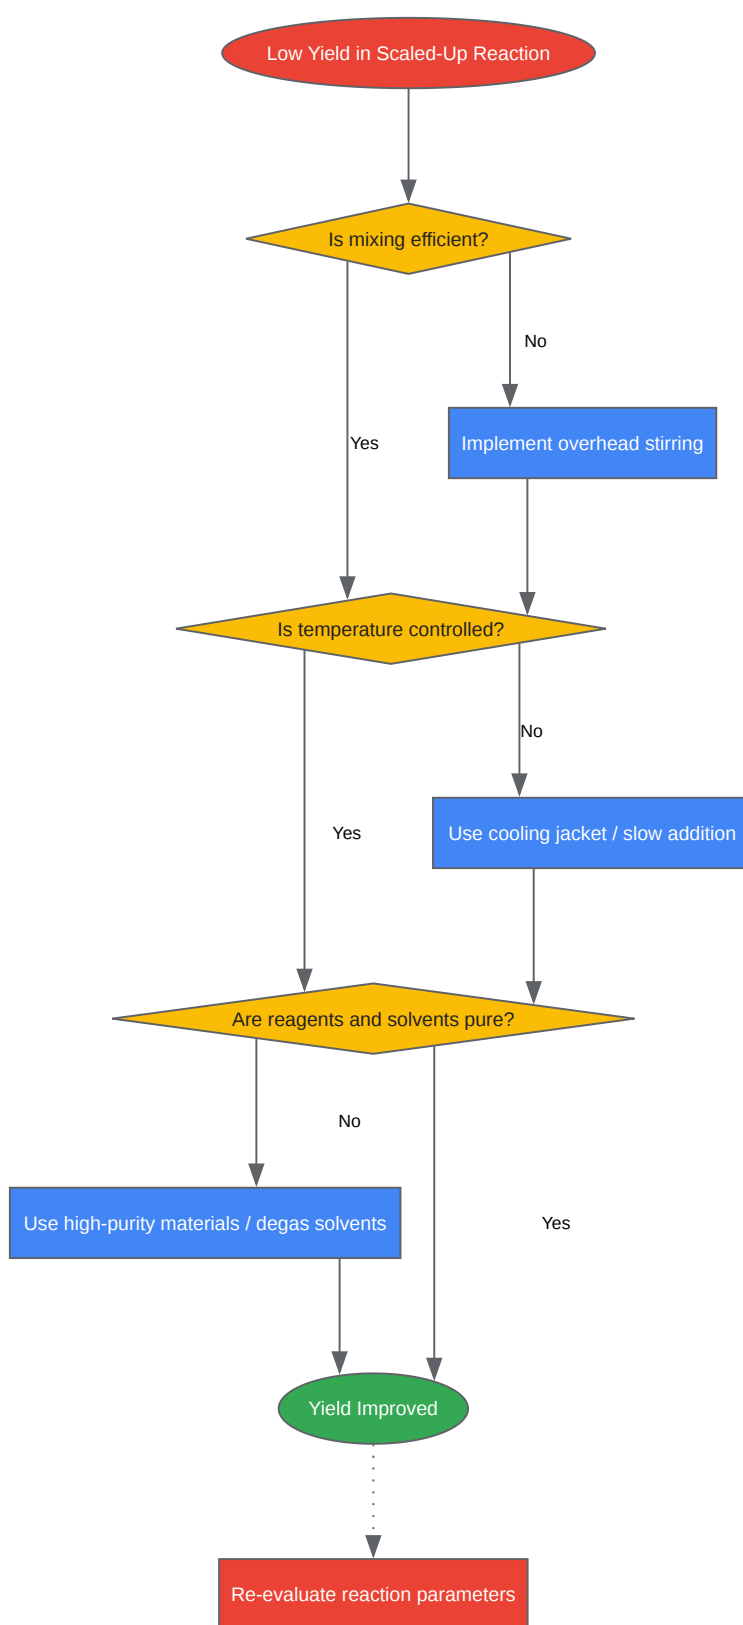 Low Yield in Scaled-Up Reaction
Is mixing efficient?
No
Yes
Implement overhead stirring
Is temperature controlled?
No
Yes
Use cooling jacket / slow addition
Are reagents and solvents pure?
No
Use high-purity materials / degas solvents
Yes
Yield Improved
Re-evaluate reaction parameters